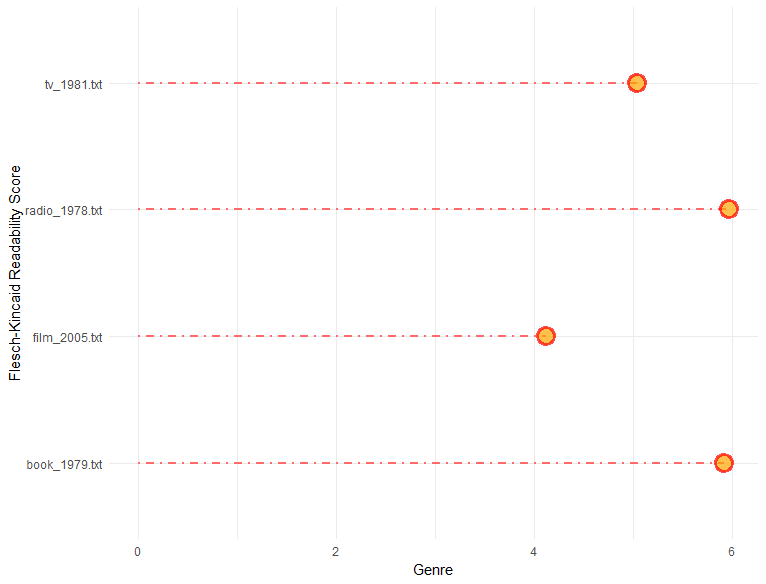 Flesch-Kincaid Readability Score
tv_1981.txt
radio_1978.txt
film_2005.txt
book_1979.txt
0 2 4 6
Genre